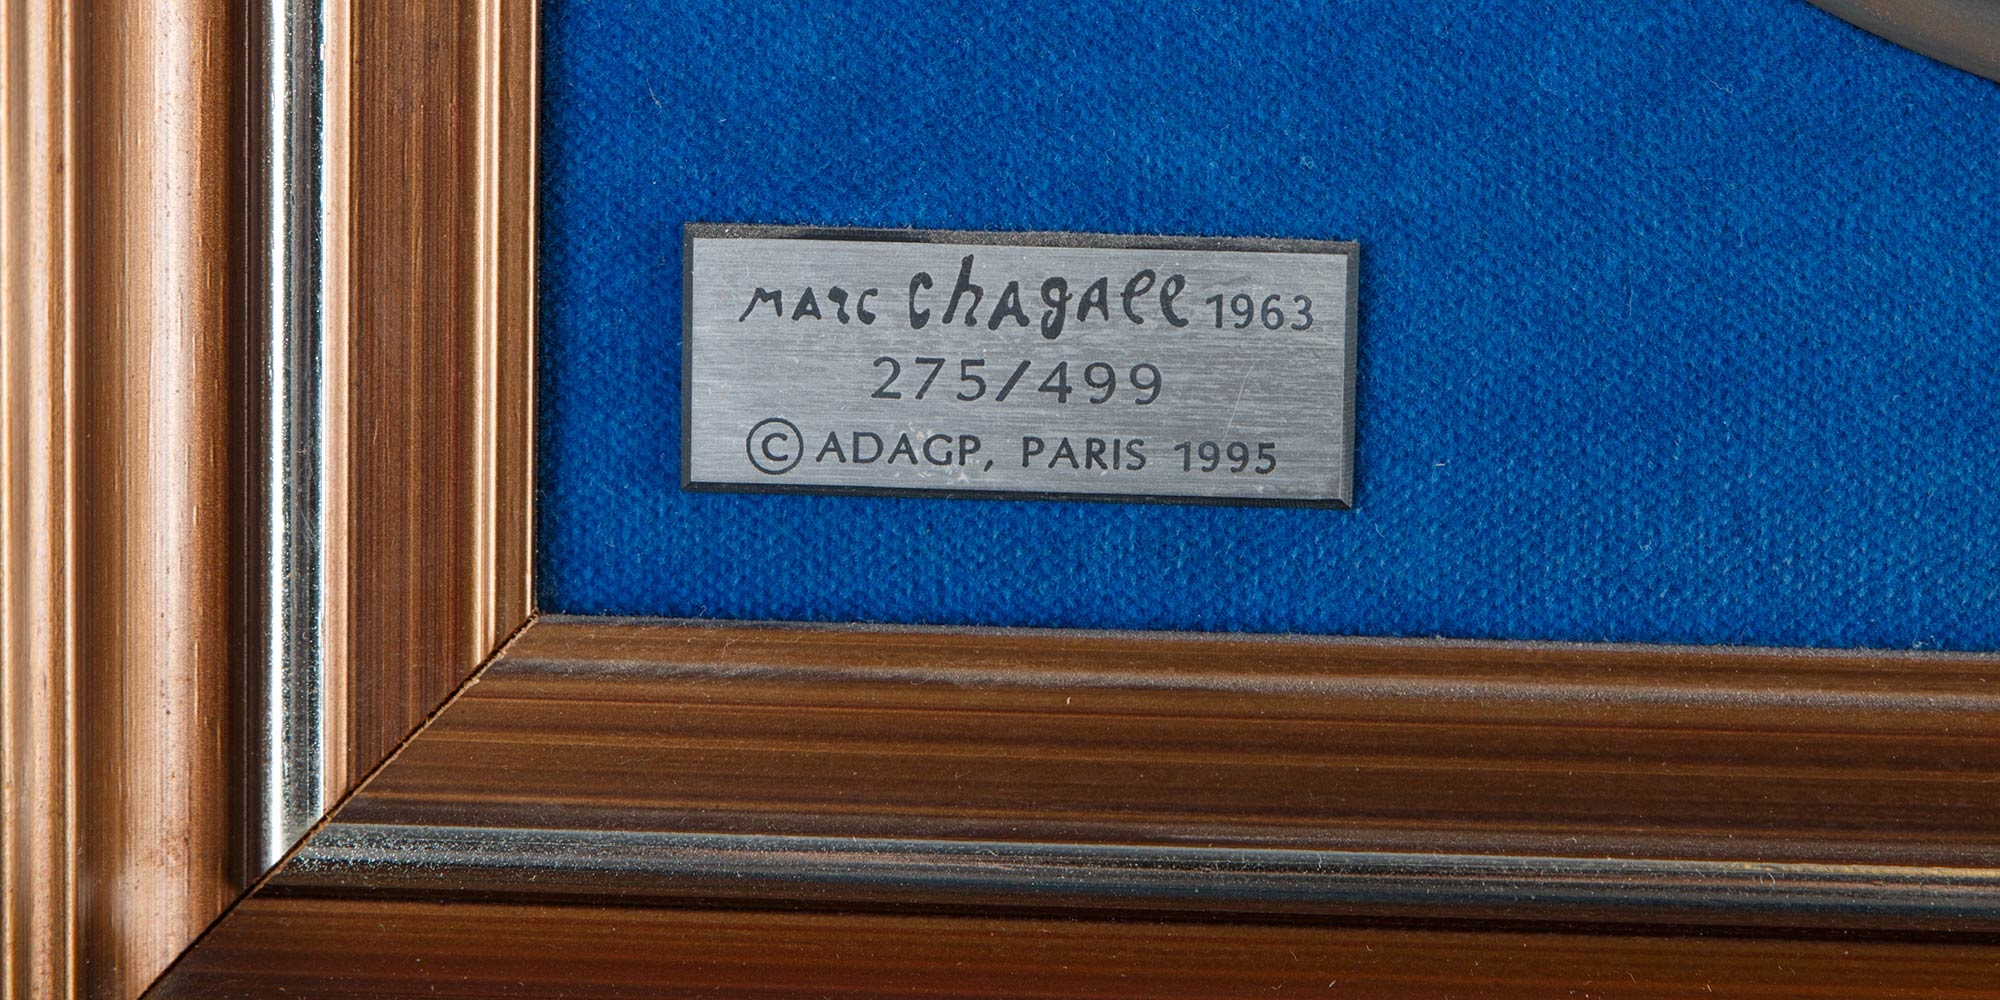 MARC chagall 1963
275/499
© ADAGP, PARIS 1995